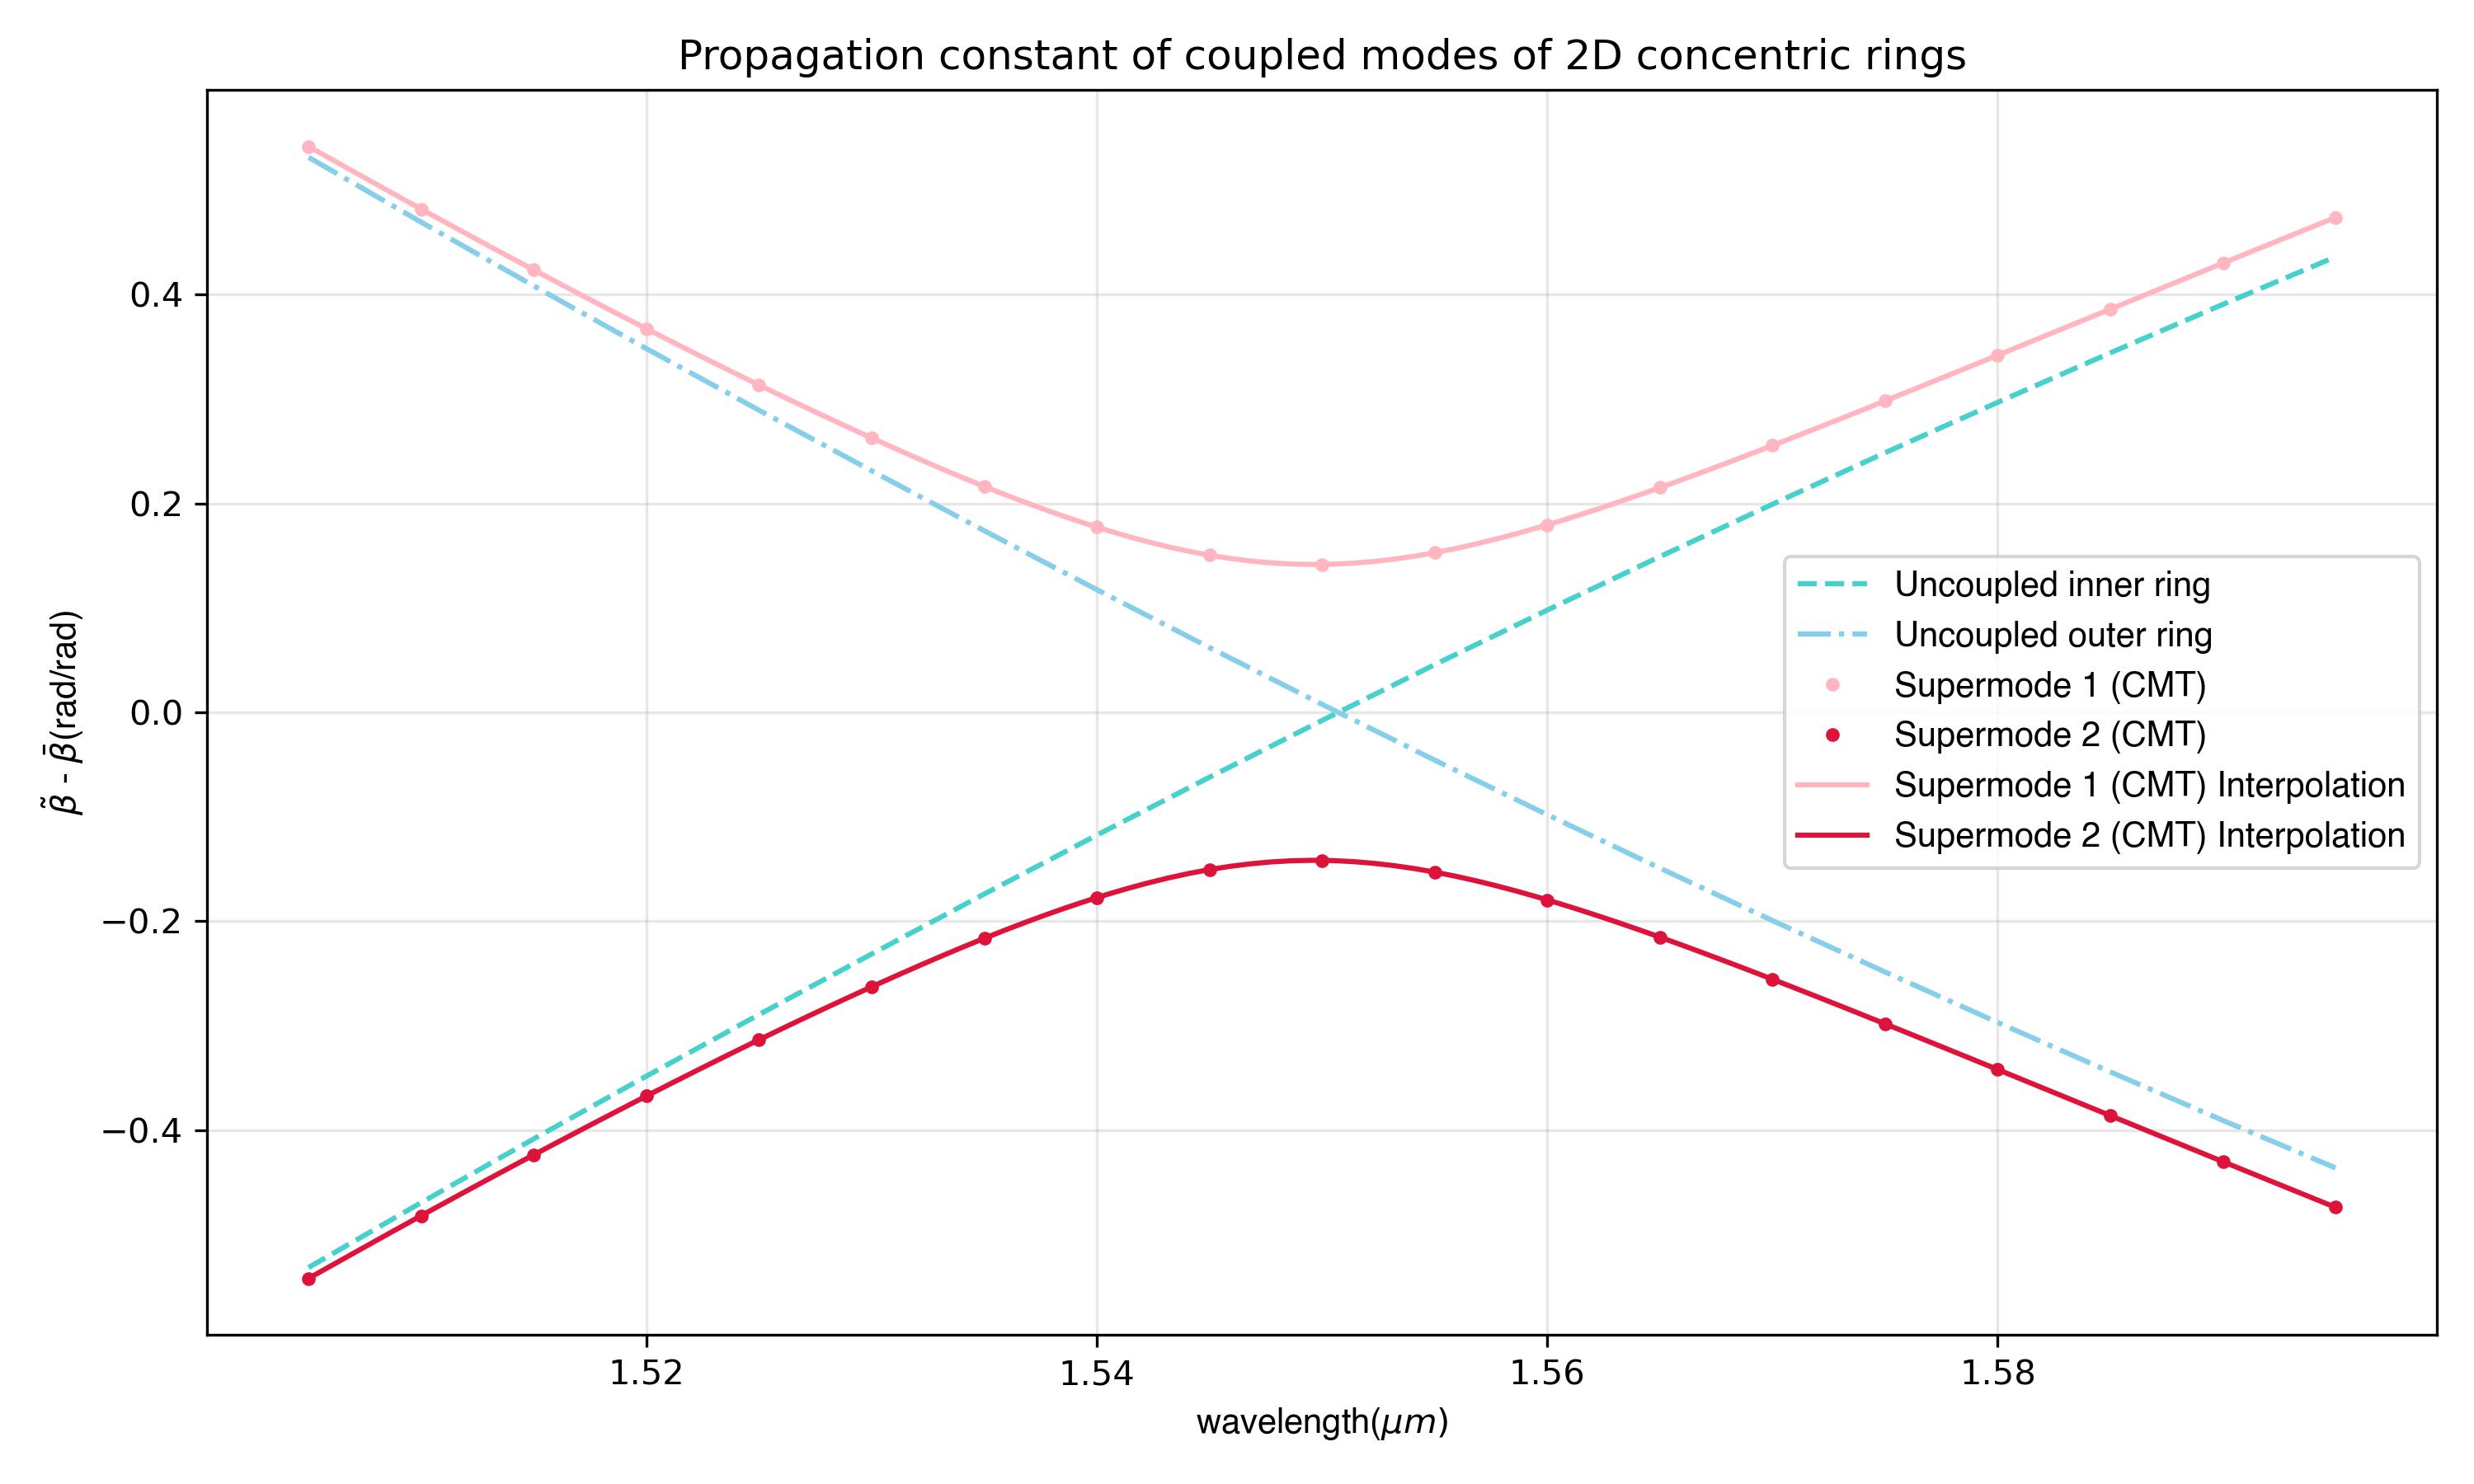 Propagation constant of coupled modes of 2D concentric rings
β̃ - β̄(rad/rad)
0.4
0.2
0.0
−0.2
−0.4
Uncoupled inner ring
Uncoupled outer ring
Supermode 1 (CMT)
Supermode 2 (CMT)
Supermode 1 (CMT) Interpolation
Supermode 2 (CMT) Interpolation
1.52 1.54 1.56 1.58
wavelength(μm)